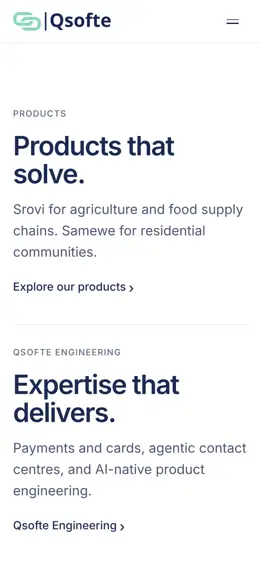 Qsofte
PRODUCTS
Products that
solve.
Srovi for agriculture and food supply
chains. Samewe for residential
communities.
Explore our products ›
QSOFTE ENGINEERING
Expertise that
delivers.
Payments and cards, agentic contact
centres, and AI-native product
engineering.
Qsofte Engineering ›